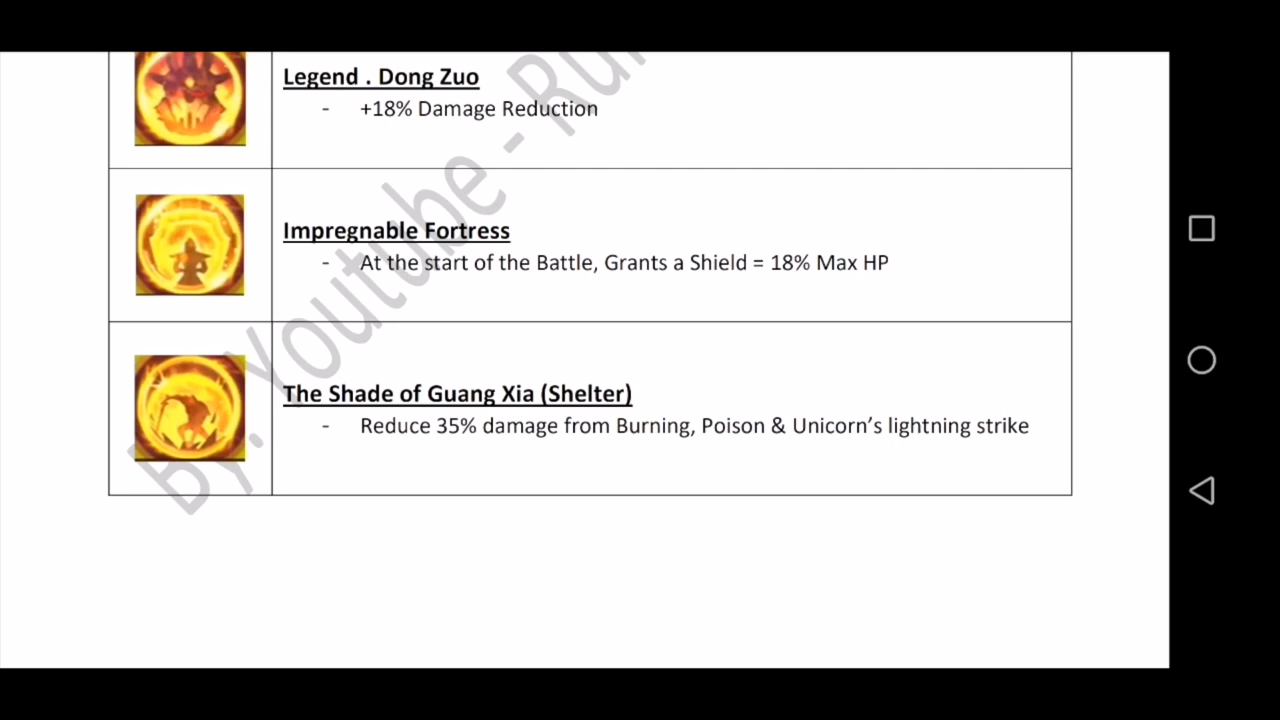 Legend . Dong Zuo
- +18% Damage Reduction
Impregnable Fortress
- At the start of the Battle, Grants a Shield = 18% Max HP
The Shade of Guang Xia (Shelter)
- Reduce 35% damage from Burning, Poison & Unicorn's lightning strike
By: Youtube -